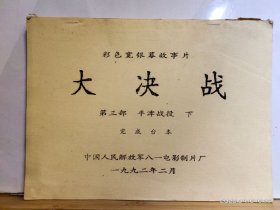 彩色宽银幕故事片
大决战
第三部 平津战役 下
完成台本
中国人民解放军八一电影制片厂
一九九二年二月